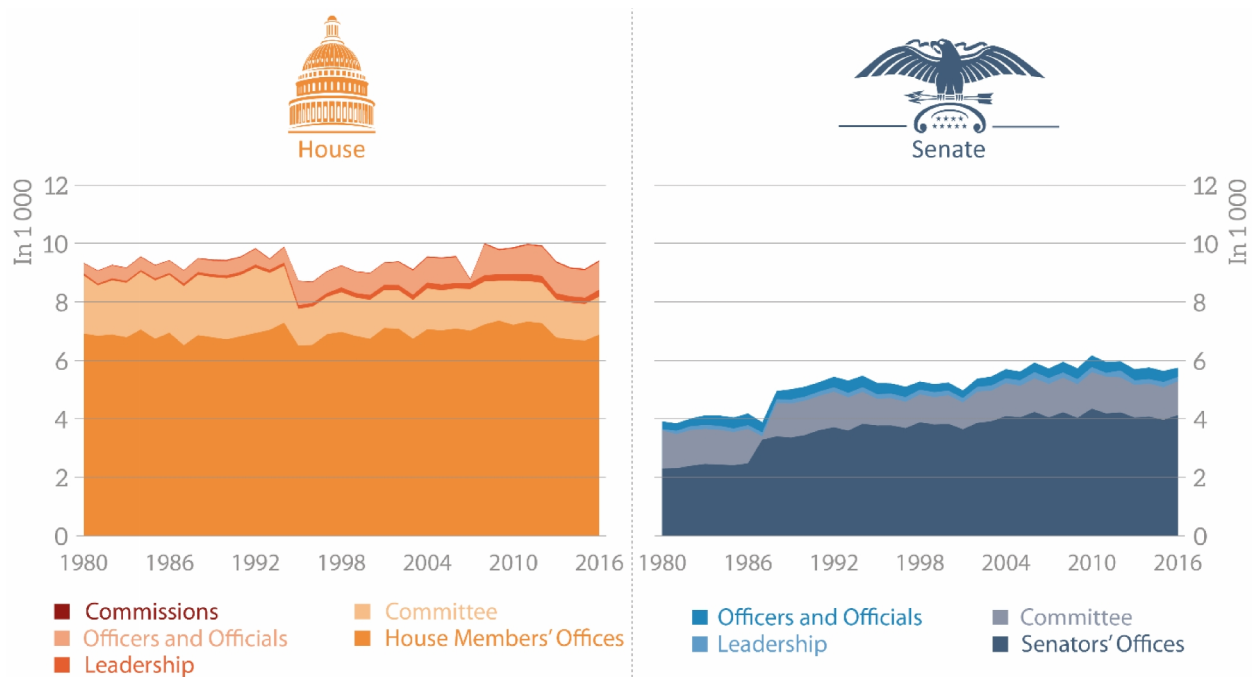 House
Senate
In 1 000
12
10
8
6
4
2
0
1980 1986 1992 1998 2004 2010 2016
Commissions
Officers and Officials
Leadership
Committee
House Members' Offices
12
10
8
6
4
2
0
In 1 000
1980 1986 1992 1998 2004 2010 2016
Officers and Officials
Leadership
Committee
Senators' Offices